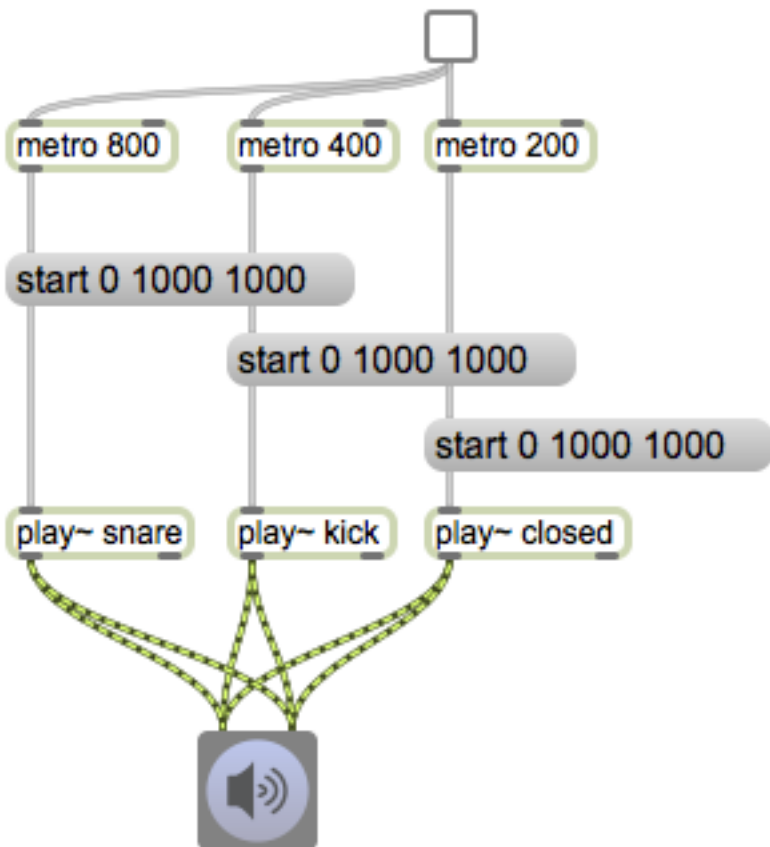 metro 800
metro 400
metro 200
start 0 1000 1000
start 0 1000 1000
start 0 1000 1000
play~ snare
play~ kick
play~ closed